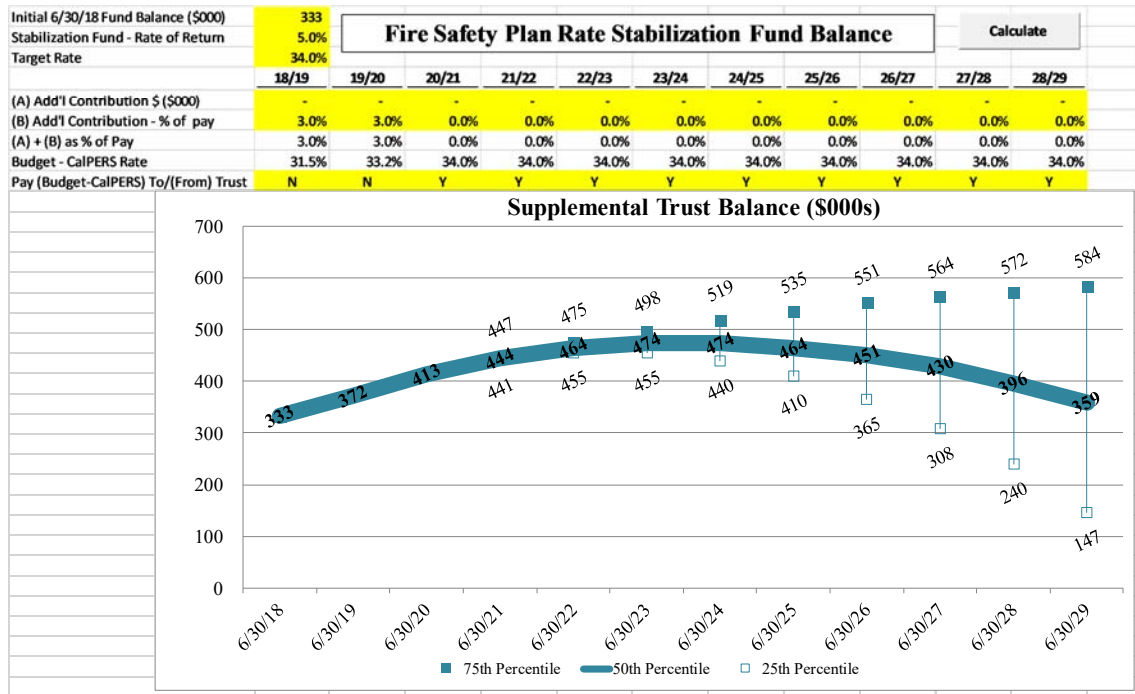 Initial 6/30/18 Fund Balance ($000) 333
Stabilization Fund - Rate of Return 5.0%
Target Rate 34.0%
Fire Safety Plan Rate Stabilization Fund Balance
Calculate
18/19 19/20 20/21 21/22 22/23 23/24 24/25 25/26 26/27 27/28 28/29
(A) Add'l Contribution $ ($000) - - - - - - - - - - -
(B) Add'l Contribution - % of pay 3.0% 3.0% 0.0% 0.0% 0.0% 0.0% 0.0% 0.0% 0.0% 0.0% 0.0%
(A) + (B) as % of Pay 3.0% 3.0% 0.0% 0.0% 0.0% 0.0% 0.0% 0.0% 0.0% 0.0% 0.0%
Budget - CalPERS Rate 31.5% 33.2% 34.0% 34.0% 34.0% 34.0% 34.0% 34.0% 34.0% 34.0% 34.0%
Pay (Budget-CalPERS) To/(From) Trust N N Y Y Y Y Y Y Y Y Y
Supplemental Trust Balance ($000s)
700
600
500
400
300
200
100
0
447 475 498 519 535 551 564 572 584
333 372 413 444 464 474 474 464 451 430 396 359
441 455 455 440 410 365 308 240 147
6/30/18 6/30/19 6/30/20 6/30/21 6/30/22 6/30/23 6/30/24 6/30/25 6/30/26 6/30/27 6/30/28 6/30/29
75th Percentile 50th Percentile 25th Percentile